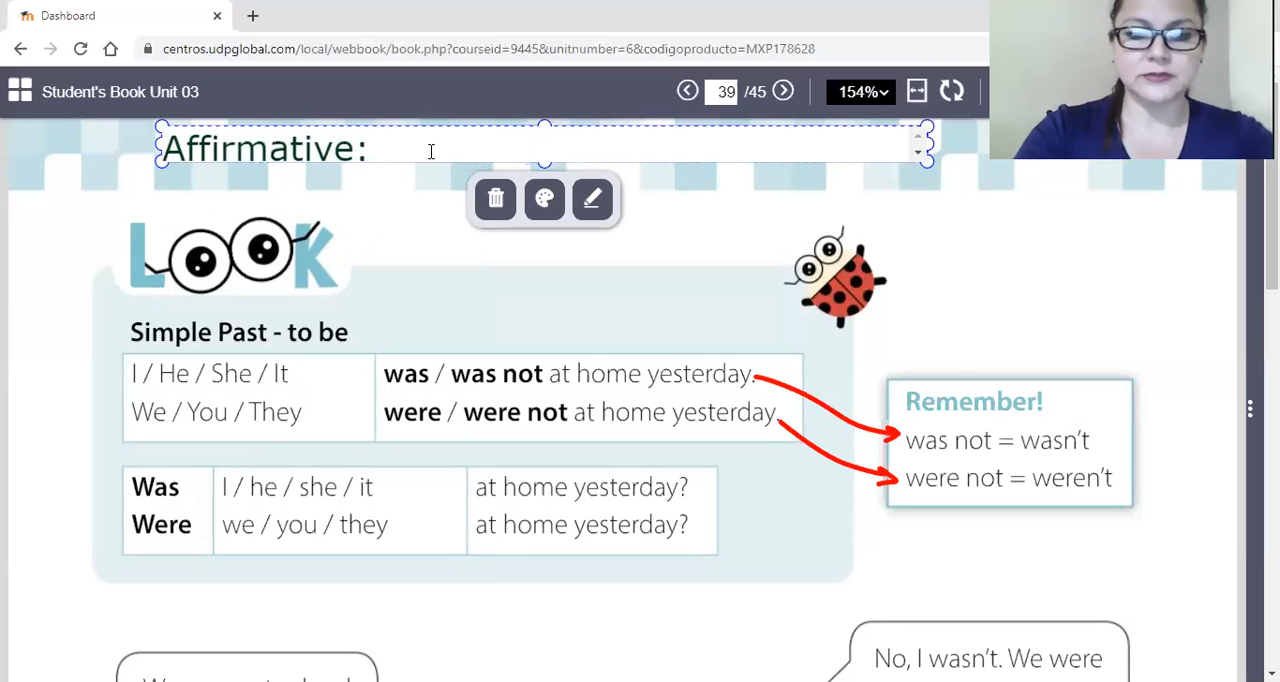 Dashboard
centros.udpglobal.com/local/webbook/book.php?courseid=9445&unitnumber=6&codigoproducto=MXP178628
Student's Book Unit 03
39 /45
154%
Affirmative:
LOOK
Simple Past - to be
I / He / She / It
was / was not at home yesterday.
We / You / They
were / were not at home yesterday.
Remember!
was not = wasn't
were not = weren't
Was I / he / she / it at home yesterday?
Were we / you / they at home yesterday?
No, I wasn't. We were